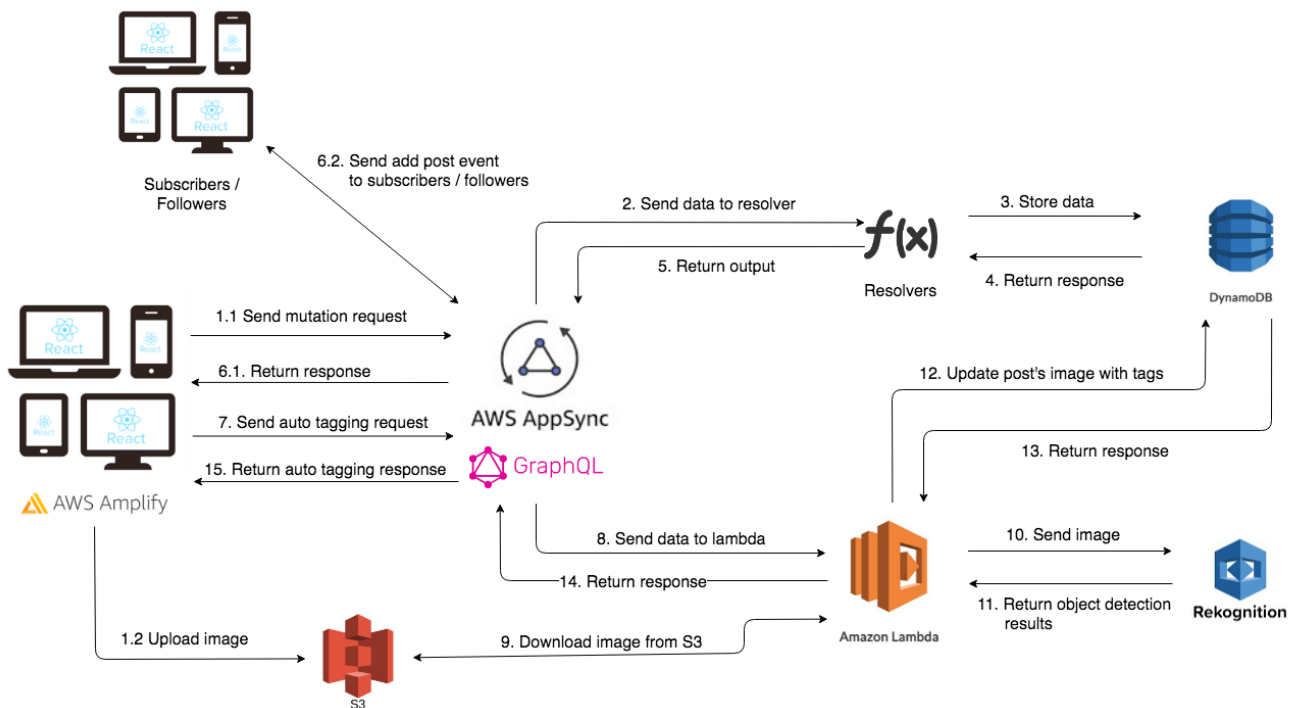 React
React
React
React
Subscribers /
Followers
6.2. Send add post event
to subscribers / followers
2. Send data to resolver
3. Store data
f(x)
5. Return output
4. Return response
Resolvers
DynamoDB
React
React
1.1 Send mutation request
6.1. Return response
12. Update post's image with tags
React
React
7. Send auto tagging request
AWS AppSync
13. Return response
15. Return auto tagging response
GraphQL
AWS Amplify
8. Send data to lambda
10. Send image
14. Return response
11. Return object detection
results
Rekognition
1.2 Upload image
9. Download image from S3
Amazon Lambda
S3